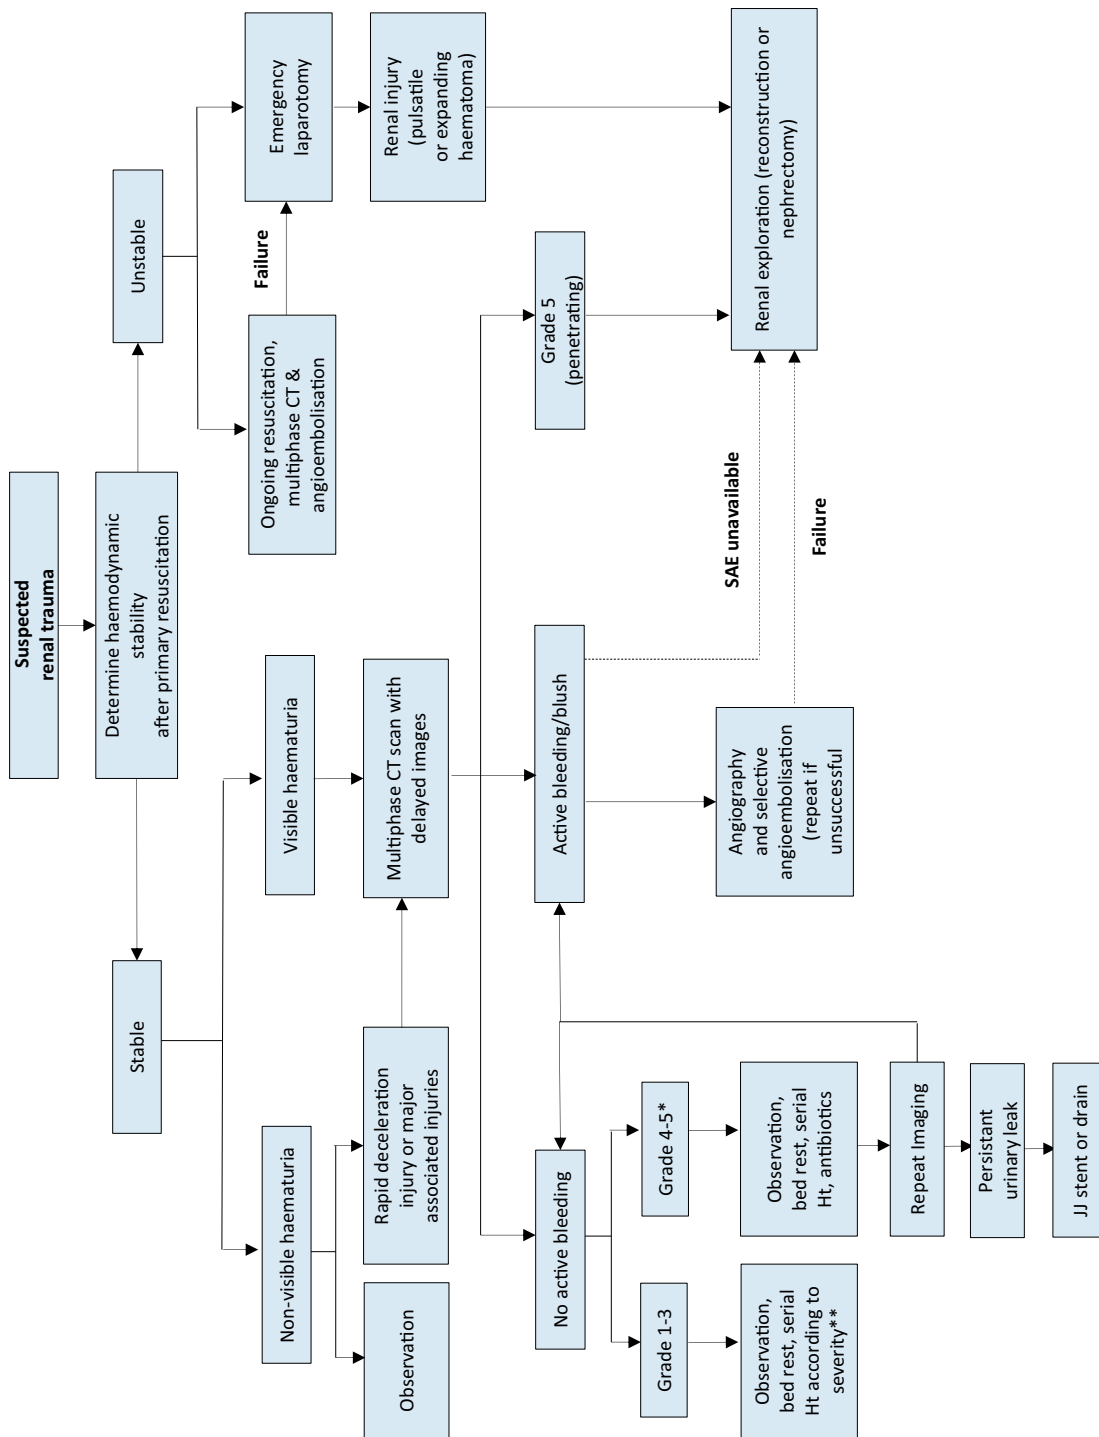 Suspected
renal trauma
Determine haemodynamic
stability
after primary resuscitation
Stable
Unstable
Non-visible haematuria
Visible haematuria
Ongoing resuscitation,
multiphase CT &
angioembolisation
Failure
Emergency
laparotomy
Observation
Rapid deceleration
injury or major
associated injuries
Multiphase CT scan with
delayed images
Renal injury
(pulsatile
or expanding
haematoma)
No active bleeding
Active bleeding/blush
Grade 5
(penetrating)
Grade 1-3
Grade 4-5*
Angiography
and selective
angioembolisation
(repeat if
unsuccessful
SAE unavailable
Failure
Renal exploration (reconstruction or
nephrectomy)
Observation,
bed rest, serial
Ht according to
severity**
Observation,
bed rest, serial
Ht, antibiotics
Repeat Imaging
Persistant
urinary leak
JJ stent or drain